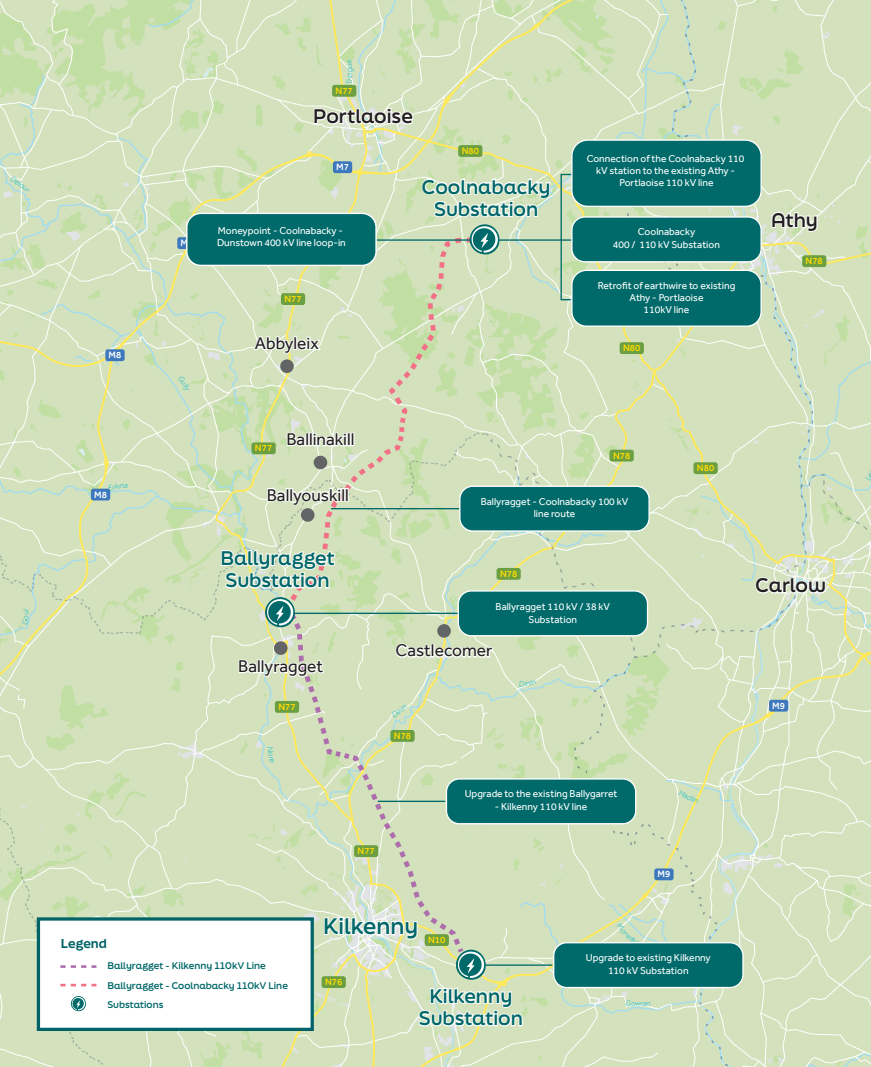 N77
Portlaoise
N80
M7
Connection of the Coolnabacky 110
kV station to the existing Athy -
Portlaoise 110 kV line
Coolnabacky
Substation
Athy
Moneypoint - Coolnabacky -
Dunstown 400 kV line loop-in
Coolnabacky
400 / 110 kV Substation
N78
Retrofit of earthwire to existing
Athy - Portlaoise
110kV line
N77
Abbyleix
M8
N80
Ballinakill
N77
N78
N80
Ballyouskill
M8
Ballyragget - Coolnabacky 100 kV
line route
Ballyragget
Substation
N78
Carlow
Ballyragget 110 kV / 38 kV
Substation
Ballyragget
Castlecomer
Dinin
N77
M9
Dinin
N78
Nore
Upgrade to the existing Ballygarret
- Kilkenny 110 kV line
N77
M9
Kilkenny
N10
Legend
Ballyragget - Kilkenny 110kV Line
Ballyragget - Coolnabacky 110kV Line
Substations
Upgrade to existing Kilkenny
110 kV Substation
N76
Kilkenny
Substation
Gowran